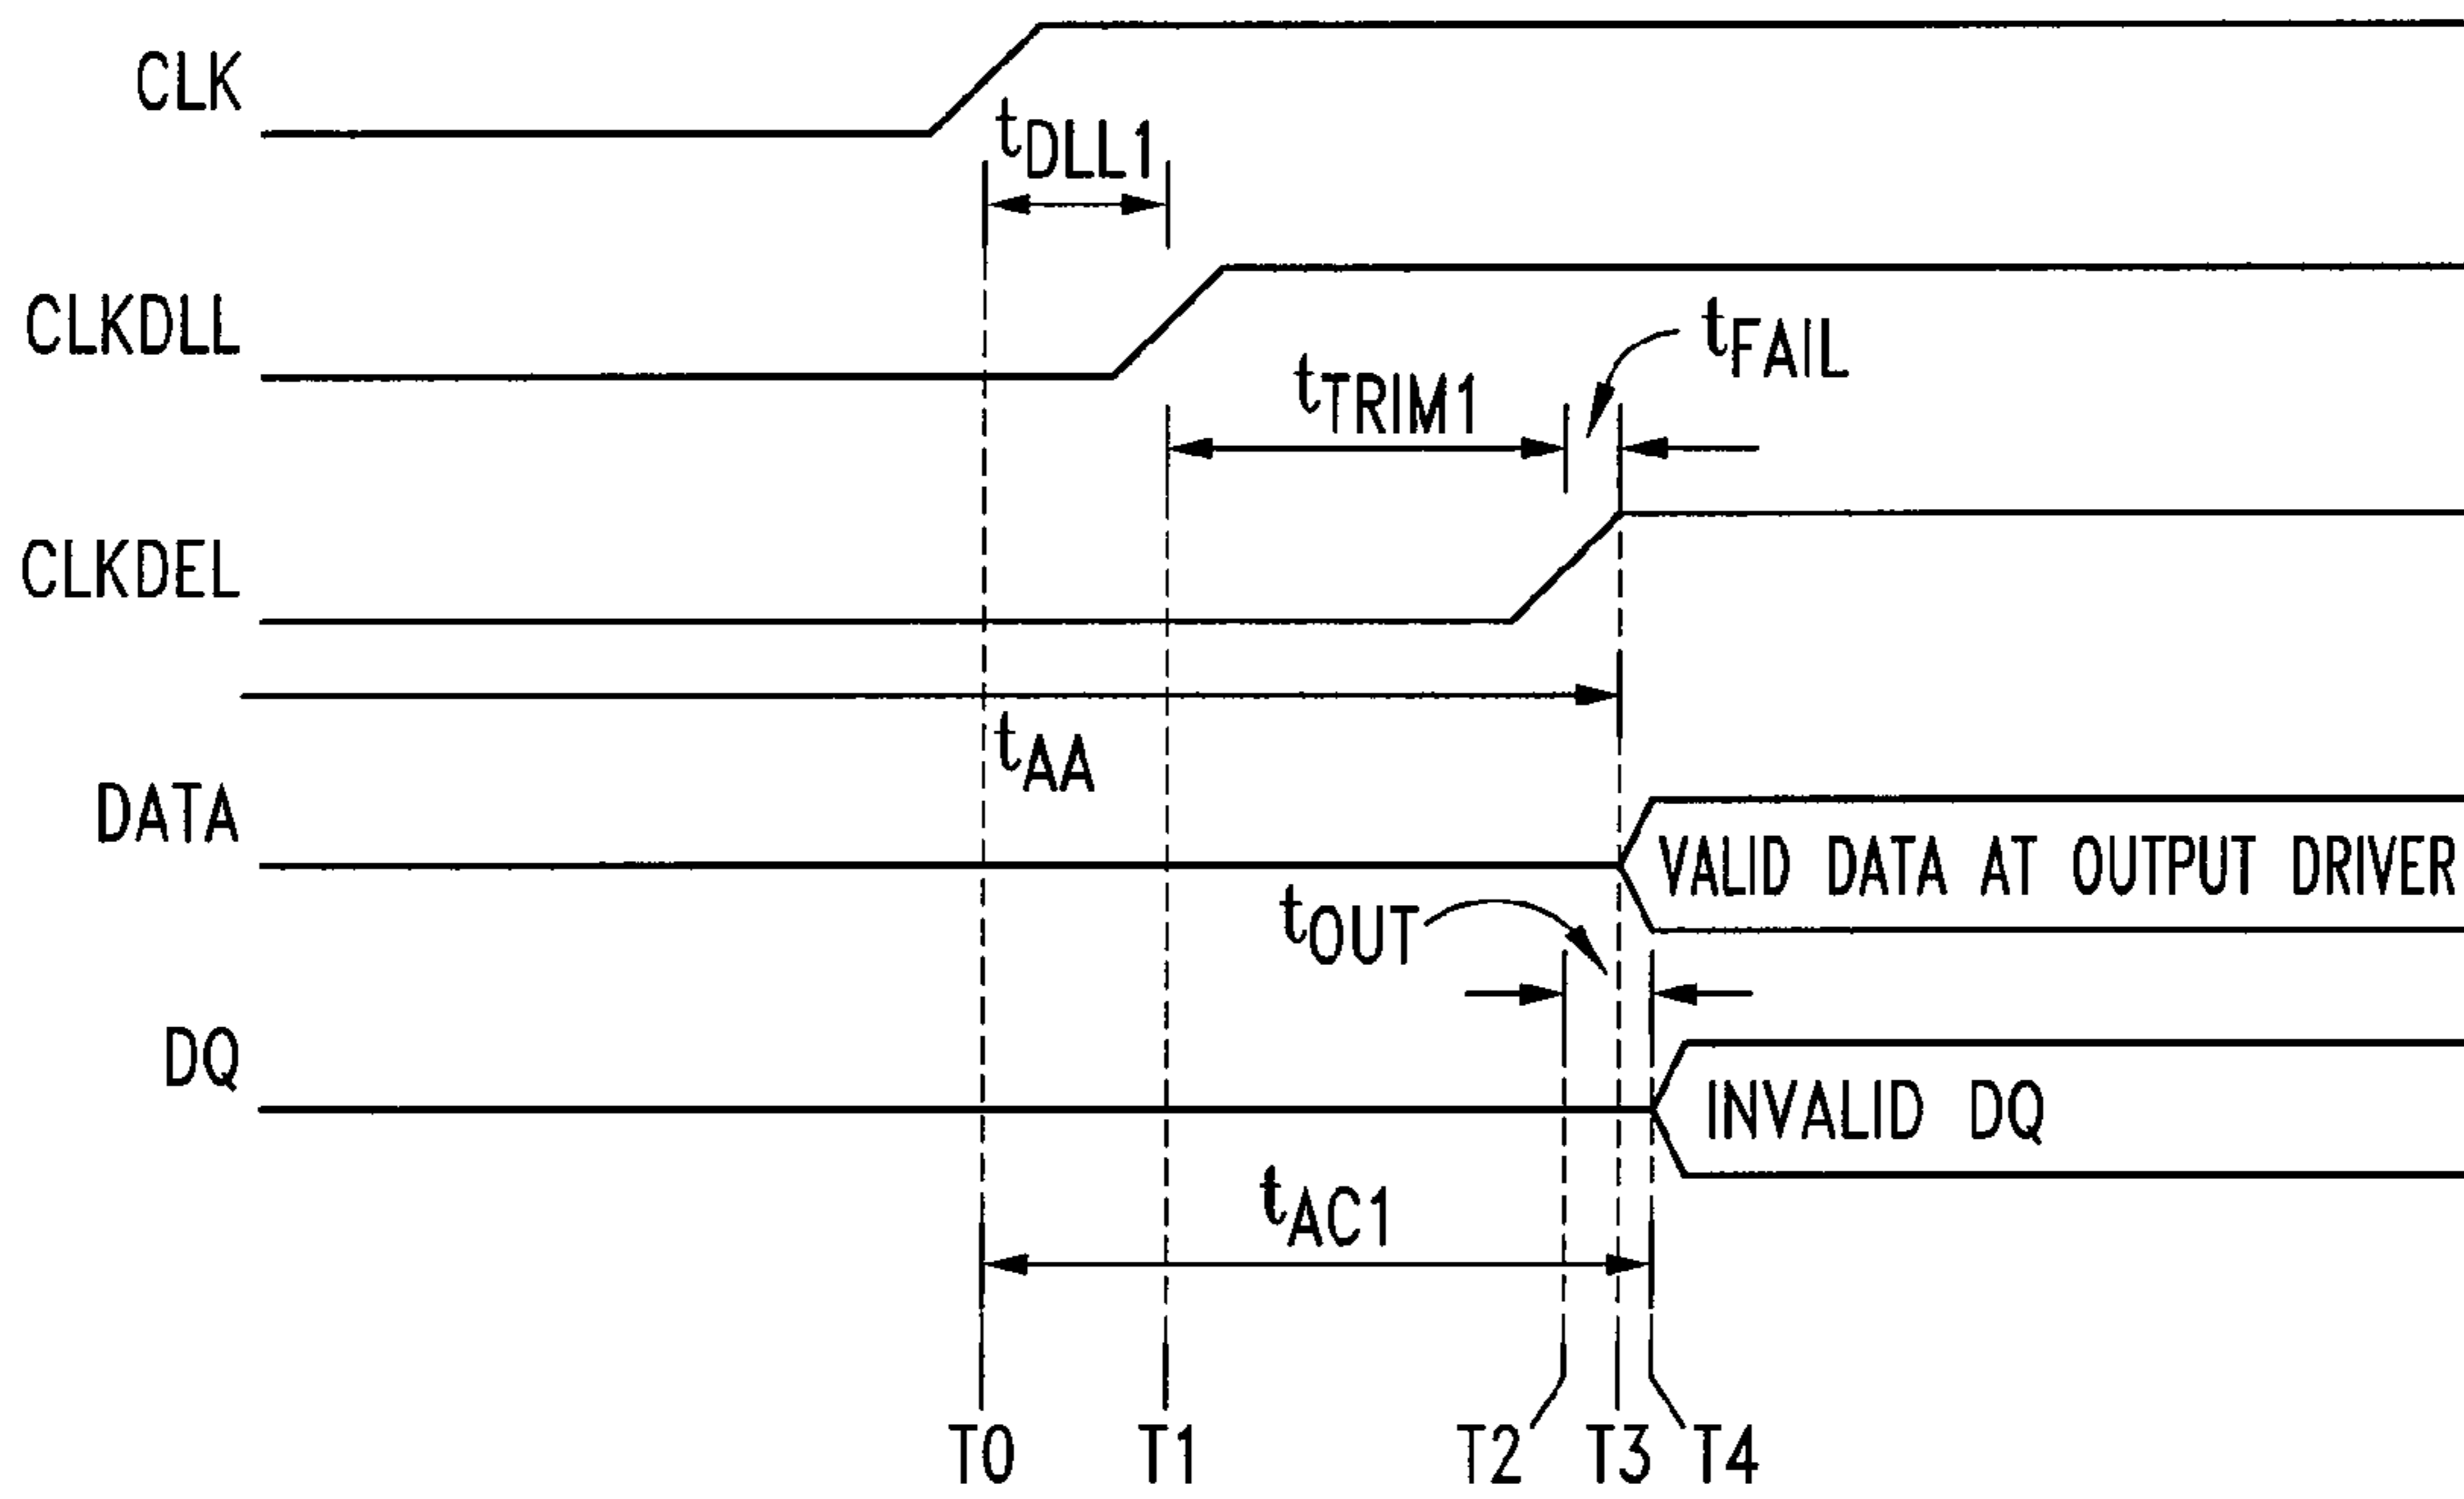 CLK
tDLL1
CLKDLL
tFAIL
tTRIM1
CLKDEL
tAA
DATA
VALID DATA AT OUTPUT DRIVER
tOUT
DQ
INVALID DQ
tAC1
T0 T1 T2 T3 T4